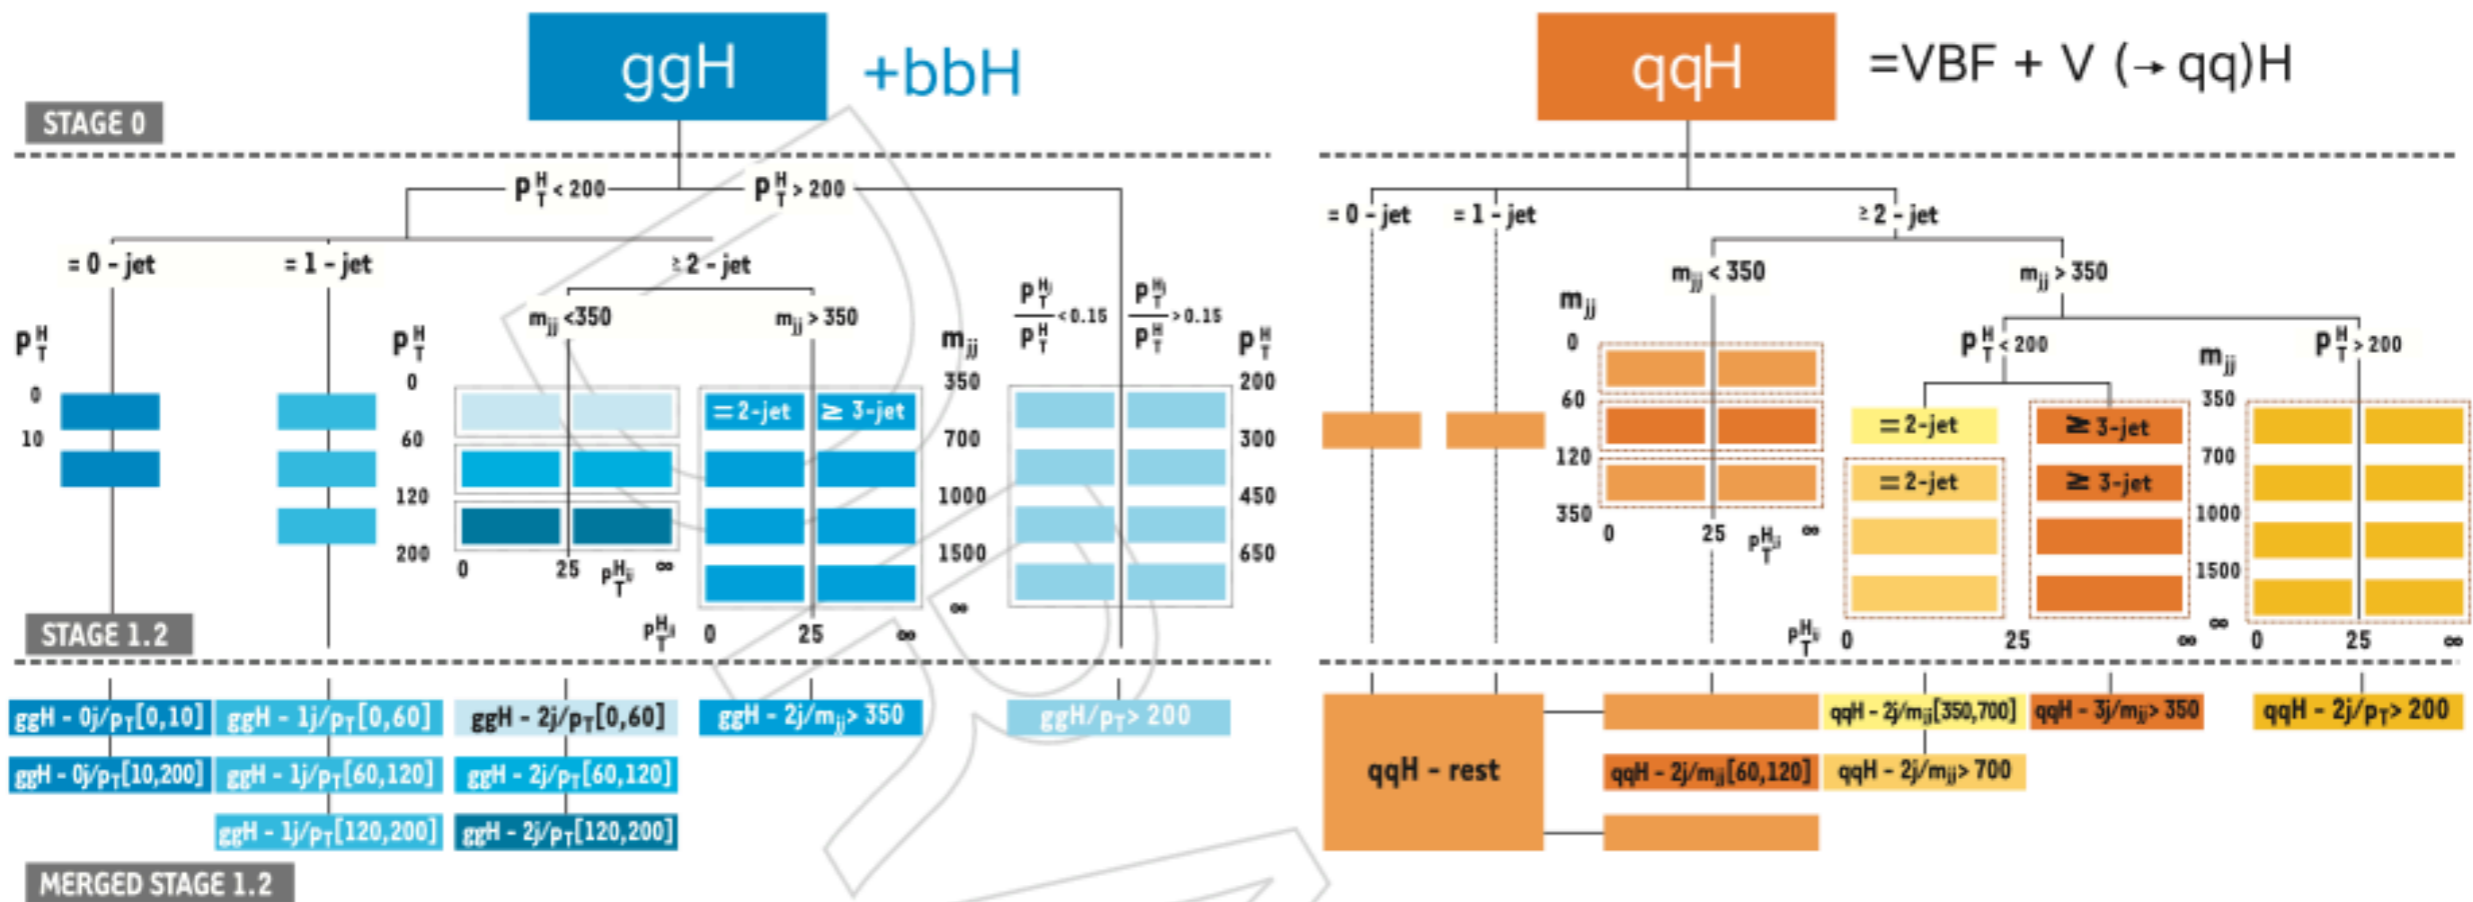 ggH +bbH
qqH =VBF + V (→ qq)H
STAGE 0
p_T^H < 200 p_T^H > 200
= 0 - jet = 1 - jet ≥ 2 - jet
m_jj <350 m_jj > 350
p_T^Hj / p_T^H < 0.15 p_T^Hj / p_T^H > 0.15
p_T^H
0
10
p_T^H
0
60
120
200
0 25 p_T^Hjj ∞
= 2-jet ≥ 3-jet
m_jj
350
700
1000
1500
∞
p_T^Hjj 0 25 ∞
p_T^H
200
300
450
650
= 0 - jet = 1 - jet ≥ 2 - jet
m_jj < 350 m_jj > 350
m_jj
0
60
120
350
0 25 p_T^Hjj ∞
p_T^H < 200 p_T^H > 200
= 2-jet ≥ 3-jet
= 2-jet ≥ 3-jet
m_jj
350
700
1000
1500
∞
p_T^Hjj 0 25 ∞ 0 25 ∞
STAGE 1.2
ggH - 0j/p_T[0,10] ggH - 1j/p_T[0,60] ggH - 2j/p_T[0,60] ggH - 2j/m_jj> 350 ggH/p_T> 200
ggH - 0j/p_T[10,200] ggH - 1j/p_T[60,120] ggH - 2j/p_T[60,120]
ggH - 1j/p_T[120,200] ggH - 2j/p_T[120,200]
qqH - rest
qqH - 2j/m_jj[350,700] qqH - 3j/m_jj> 350 qqH - 2j/p_T> 200
qqH - 2j/m_jj[60,120] qqH - 2j/m_jj> 700
MERGED STAGE 1.2